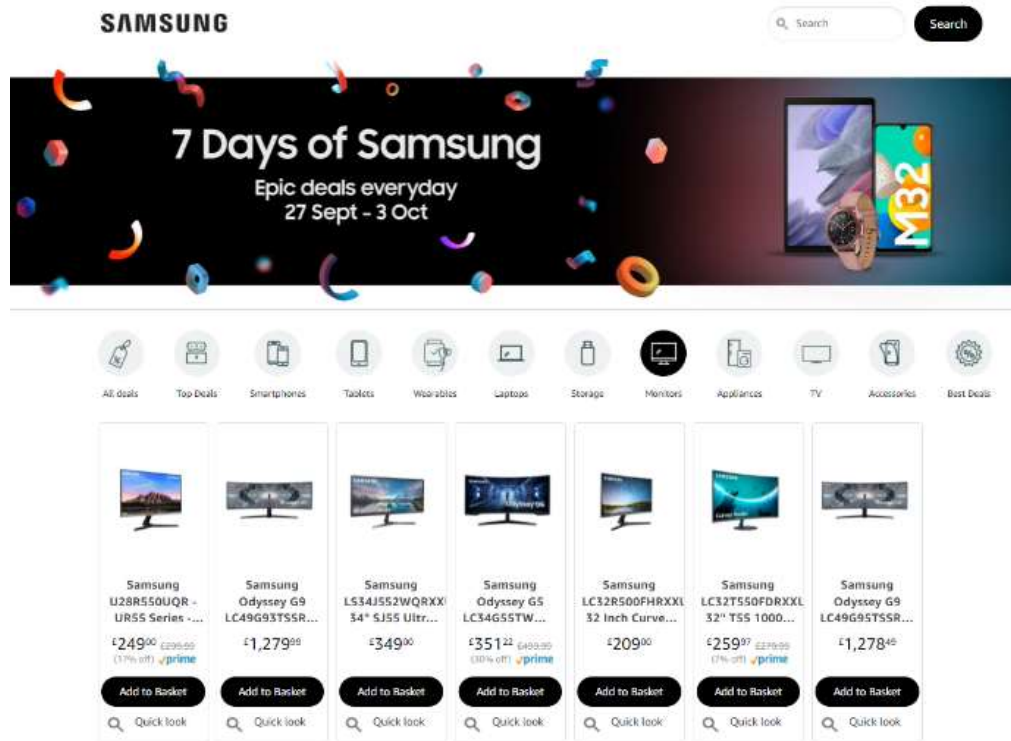 SAMSUNG
Search
Search
7 Days of Samsung
Epic deals everyday
27 Sept - 3 Oct
M32
All deals
Top Deals
Smartphones
Tablets
Wearables
Laptops
Storage
Monitors
Appliances
TV
Accessories
Best Deals
Samsung
U28R550UQR -
UR55 Series -...
£249.00 £299.99
(17% off) prime
Add to Basket
Quick look
Samsung
Odyssey G9
LC49G93TSSR...
£1,279.99
Add to Basket
Quick look
Samsung
LS34J552WQRXXU
34" SJ55 Ultr...
£349.00
Add to Basket
Quick look
Samsung
Odyssey G5
LC34G55TW...
£351.22 £499.99
(30% off) prime
Add to Basket
Quick look
Samsung
LC32R500FHRXXU
32 Inch Curve...
£209.00
Add to Basket
Quick look
Samsung
LC32T550FDRXXU
32" T55 1000...
£259.97 £279.99
(7% off) prime
Add to Basket
Quick look
Samsung
Odyssey G9
LC49G95TSSR...
£1,278.49
Add to Basket
Quick look